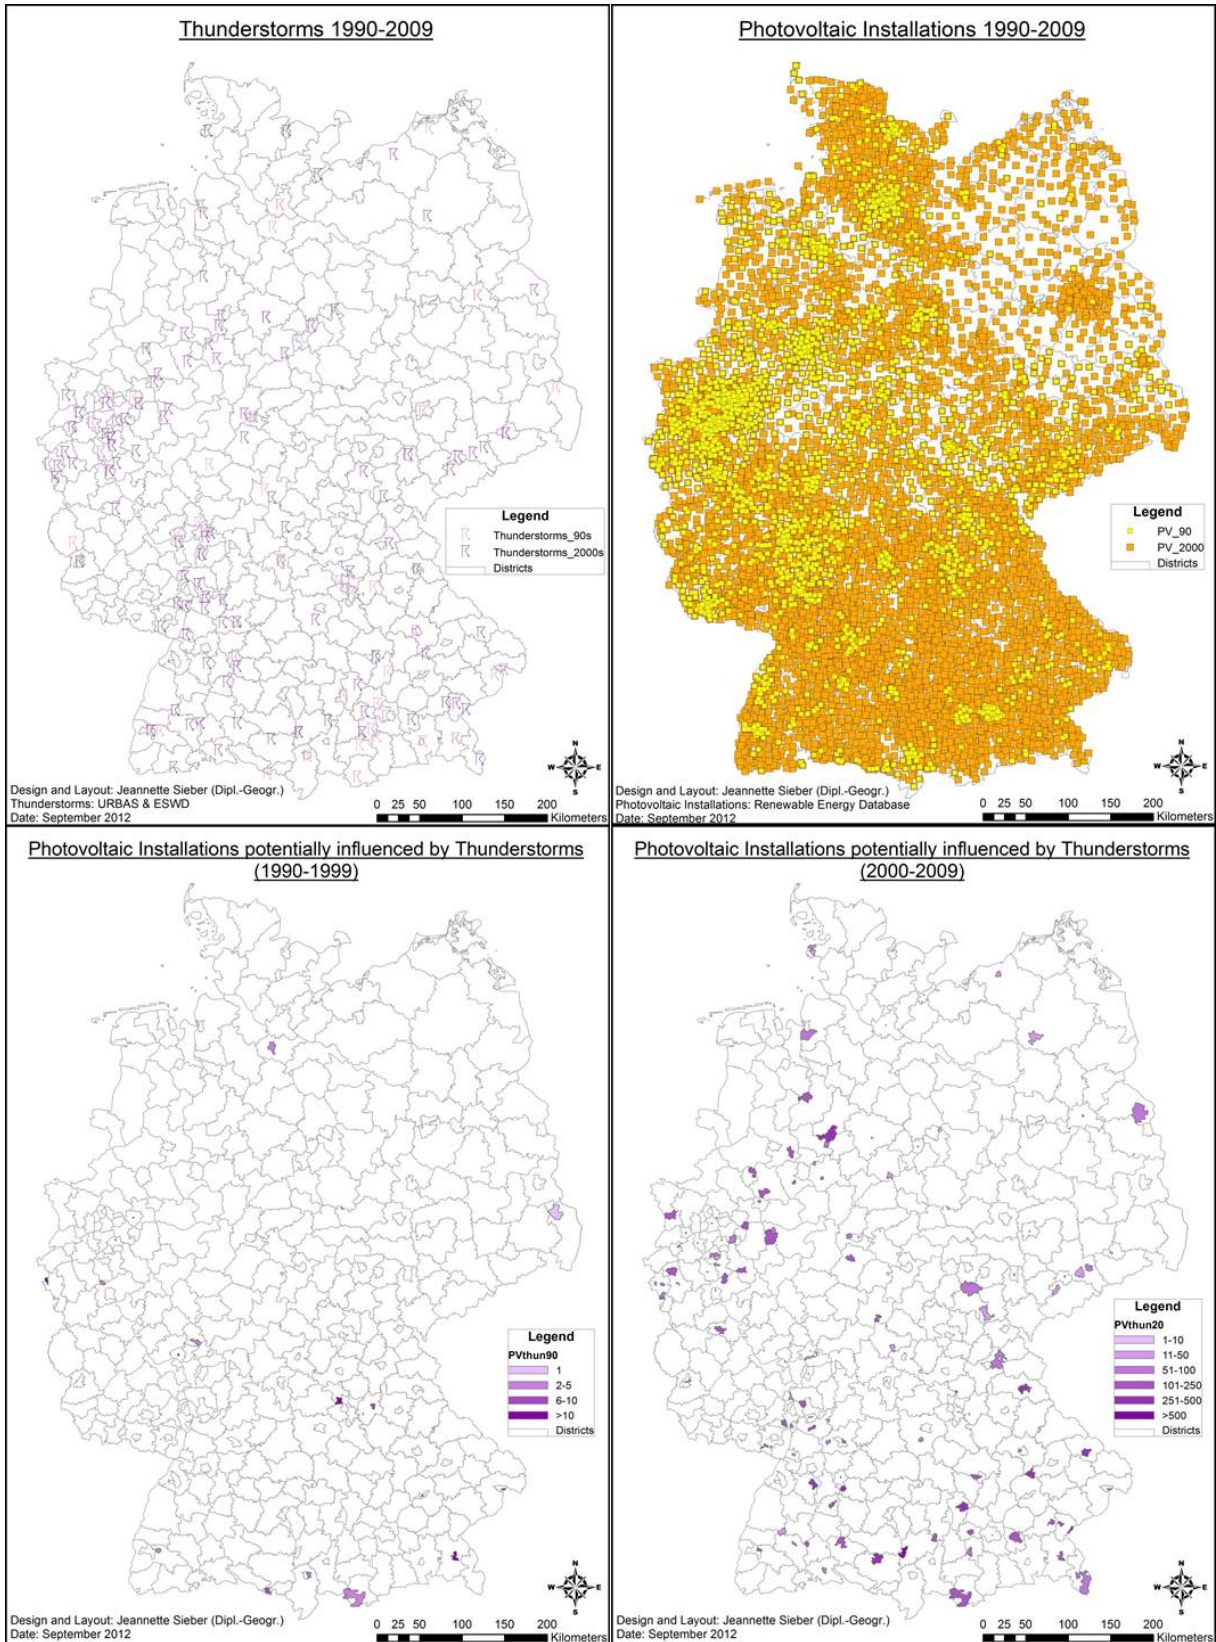 Thunderstorms 1990-2009
Legend
Thunderstorms_90s
Thunderstorms_2000s
Districts
N
W E
S
Design and Layout: Jeannette Sieber (Dipl.-Geogr.)
Thunderstorms: URBAS & ESWD
Date: September 2012
0 25 50 100 150 200
Kilometers
Photovoltaic Installations 1990-2009
Legend
PV_90
PV_2000
Districts
N
W E
S
Design and Layout: Jeannette Sieber (Dipl.-Geogr.)
Photovoltaic Installations: Renewable Energy Database
Date: September 2012
0 25 50 100 150 200
Kilometers
Photovoltaic Installations potentially influenced by Thunderstorms
(1990-1999)
Legend
PVthun90
1
2-5
6-10
>10
Districts
N
W E
S
Design and Layout: Jeannette Sieber (Dipl.-Geogr.)
Date: September 2012
0 25 50 100 150 200
Kilometers
Photovoltaic Installations potentially influenced by Thunderstorms
(2000-2009)
Legend
PVthun20
1-10
11-50
51-100
101-250
251-500
>500
Districts
N
W E
S
Design and Layout: Jeannette Sieber (Dipl.-Geogr.)
Date: September 2012
0 25 50 100 150 200
Kilometers